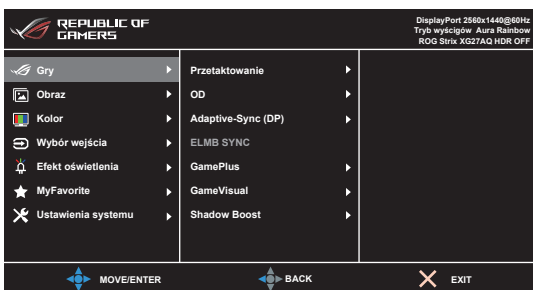 REPUBLIC OF
GAMERS
DisplayPort 2560x1440@60Hz
Tryb wyścigów Aura Rainbow
ROG Strix XG27AQ HDR OFF
Gry
Obraz
Kolor
Wybór wejścia
Efekt oświetlenia
MyFavorite
Ustawienia systemu
Przetaktowanie
OD
Adaptive-Sync (DP)
ELMB SYNC
GamePlus
GameVisual
Shadow Boost
MOVE/ENTER
BACK
EXIT